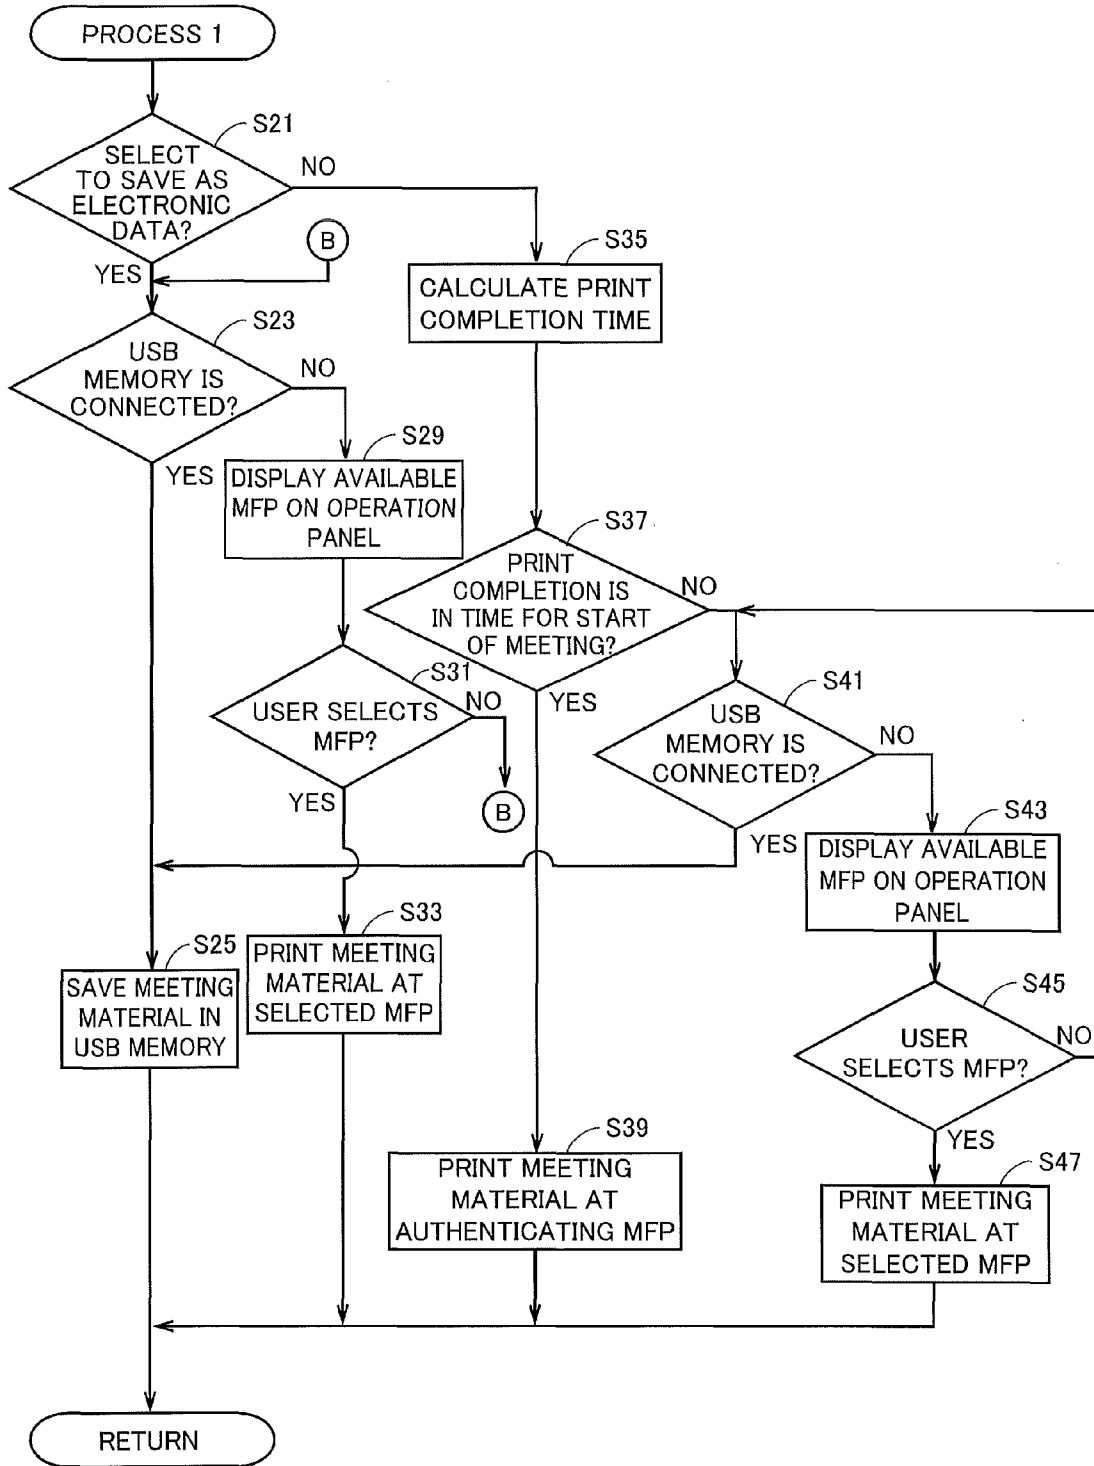 PROCESS 1
S21
SELECT
TO SAVE AS
ELECTRONIC
DATA?
NO
YES
B
S35
CALCULATE PRINT
COMPLETION TIME
S23
USB
MEMORY IS
CONNECTED?
NO
YES
S29
DISPLAY AVAILABLE
MFP ON OPERATION
PANEL
S37
PRINT
COMPLETION IS
IN TIME FOR START
OF MEETING?
NO
YES
S31
USER SELECTS
MFP?
NO
YES
B
S41
USB
MEMORY IS
CONNECTED?
NO
YES
S43
DISPLAY AVAILABLE
MFP ON OPERATION
PANEL
S33
PRINT MEETING
MATERIAL AT
SELECTED MFP
S25
SAVE MEETING
MATERIAL IN
USB MEMORY
S45
USER
SELECTS MFP?
NO
YES
S39
PRINT MEETING
MATERIAL AT
AUTHENTICATING MFP
S47
PRINT MEETING
MATERIAL AT
SELECTED MFP
RETURN